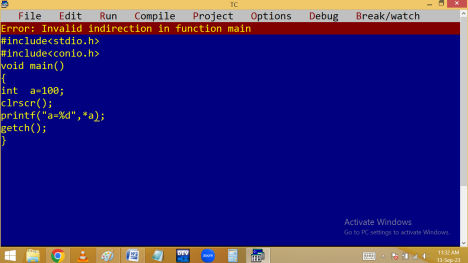 TC
File Edit Run Compile Project Options Debug Break/watch
Error: Invalid indirection in function main
#include<stdio.h>
#include<conio.h>
void main()
{
int  a=100;
clrscr();
printf("a=%d",*a);
getch();
}
Activate Windows
Go to PC settings to activate Windows.
DEV
zoom
11:32 AM
13-Sep-23